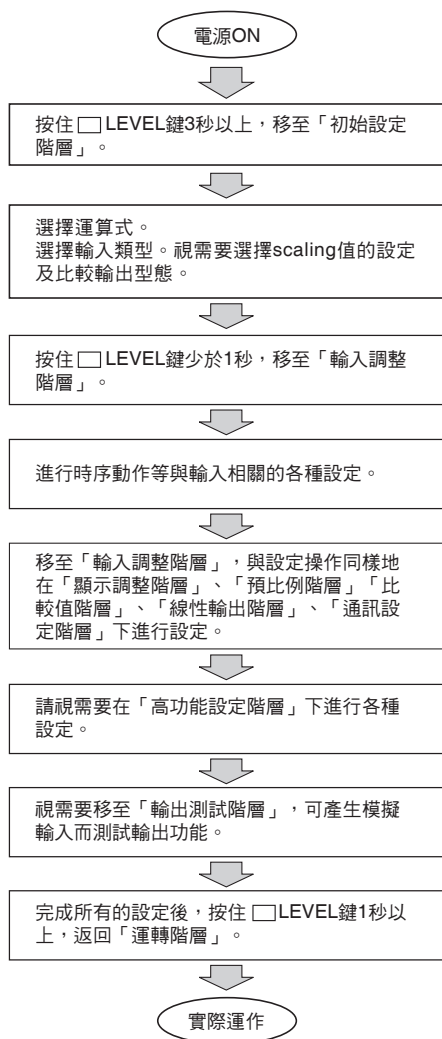 電源ON
按住 □ LEVEL鍵3秒以上，移至「初始設定
階層」。
選擇運算式。
選擇輸入類型。視需要選擇scaling值的設定
及比較輸出型態。
按住 □ LEVEL鍵少於1秒，移至「輸入調整
階層」。
進行時序動作等與輸入相關的各種設定。
移至「輸入調整階層」，與設定操作同樣地
在「顯示調整階層」、「預比例階層」「比
較值階層」、「線性輸出階層」、「通訊設
定階層」下進行設定。
請視需要在「高功能設定階層」下進行各種
設定。
視需要移至「輸出測試階層」，可產生模擬
輸入而測試輸出功能。
完成所有的設定後，按住 □ LEVEL鍵1秒以
上，返回「運轉階層」。
實際運作